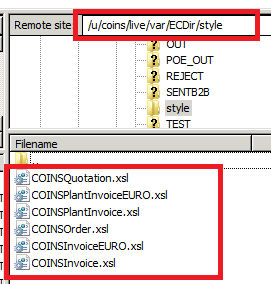 Remote site: /u/coins/live/var/ECDir/style
OUT
POE_OUT
REJECT
SENTB2B
style
TEST
Filename
..
COINSQuotation.xsl
COINSPlantInvoiceEURO.xsl
COINSPlantInvoice.xsl
COINSOrder.xsl
COINSInvoiceEURO.xsl
COINSInvoice.xsl